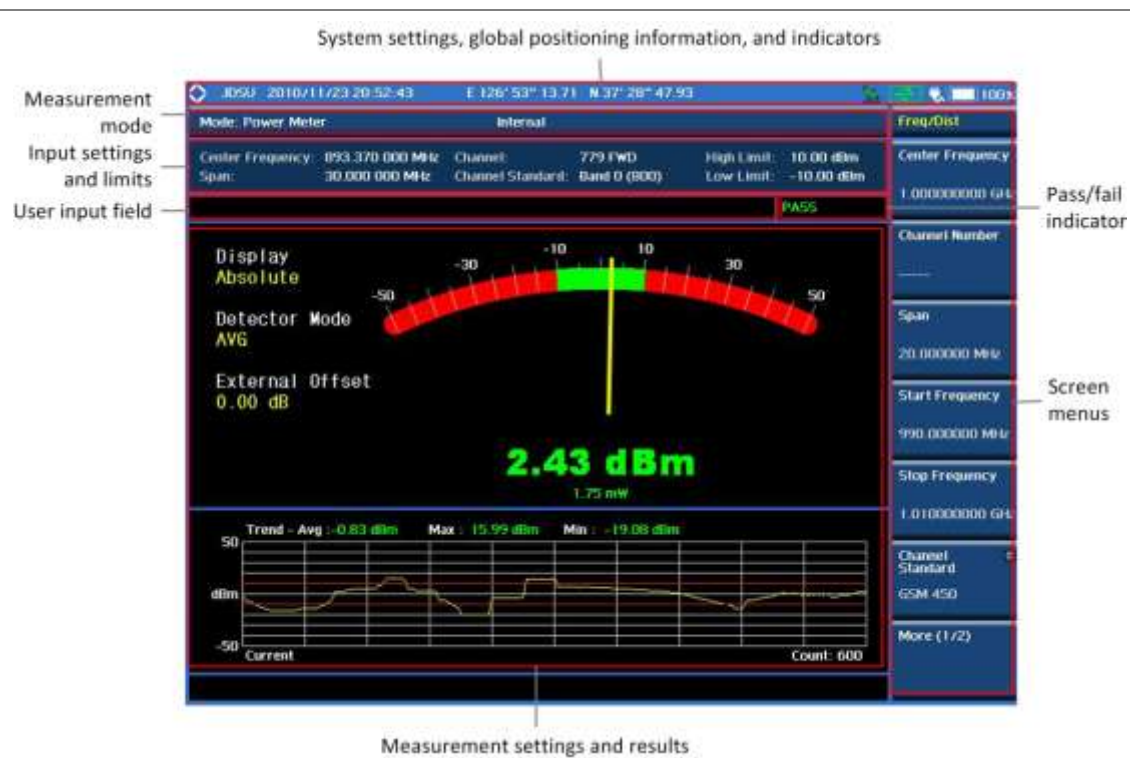 System settings, global positioning information, and indicators
JDSU 2010/11/23 20:52:43 E 126° 53" 13.71 N 37° 28" 47.93 100%
Measurement
mode
Mode: Power Meter Internal
Freq/Dist
Input settings
and limits
Center Frequency: 893.370 000 MHz Channel: 779 FWD High Limit: 10.00 dBm
Span: 30.000 000 MHz Channel Standard: Band 0 (800) Low Limit: -10.00 dBm
Center Frequency
1.000000000 GHz
User input field
PASS
Pass/fail
indicator
Display
Absolute
Detector Mode
AVG
External Offset
0.00 dB
-50
-30
-10
10
30
50
2.43 dBm
1.75 mW
Channel Number
-----
Span
20.000000 MHz
Start Frequency
990.000000 MHz
Screen
menus
Stop Frequency
1.010000000 GHz
Channel
Standard
GSM 450
More (1/2)
Trend - Avg : -0.83 dBm Max : 15.99 dBm Min : -19.08 dBm
50
dBm
-50
Current Count: 600
Measurement settings and results